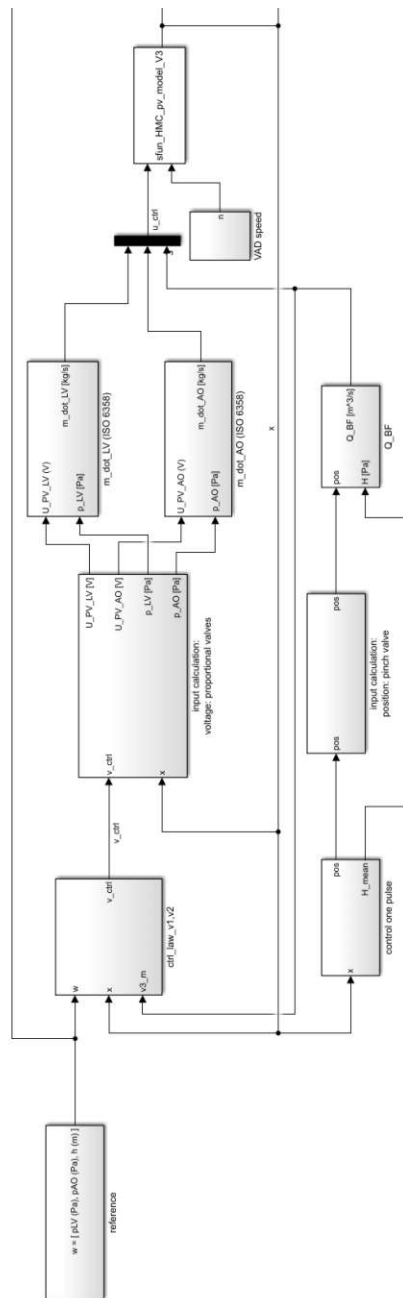 w = [ pLV (Pa), pAO (Pa), h (m) ]
reference
w
x
v3_m
v_ctrl
ctrl_law_v1,v2
v_ctrl
v_ctrl
x
U_PV_LV [V]
U_PV_AO [V]
p_LV [Pa]
p_AO [Pa]
input calculation:
voltage: proportional valves
U_PV_LV (V)
p_LV [Pa]
m_dot_LV [kg/s]
m_dot_LV (ISO 6358)
U_PV_AO (V)
p_AO [Pa]
m_dot_AO [kg/s]
m_dot_AO (ISO 6358)
3
u_ctrl
n
VAD speed
sfun_HMC_pv_model_V3
x
x
pos
H_mean
control one pulse
pos
pos
input calculation:
position: pinch valve
pos
H [Pa]
Q_BF [m^3/s]
Q_BF